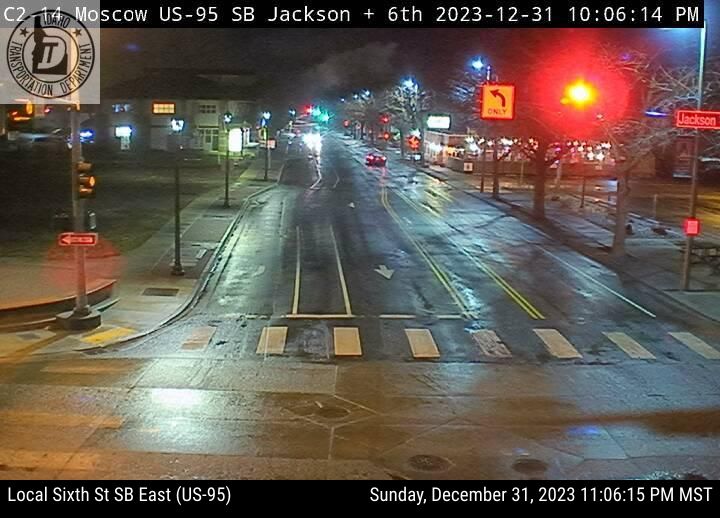 C2-14 Moscow US-95 SB Jackson + 6th 2023-12-31 10:06:14 PM
IDAHO
TRANSPORTATION DEPARTMENT
ONLY
Jackson
Local Sixth St SB East (US-95)
Sunday, December 31, 2023 11:06:15 PM MST